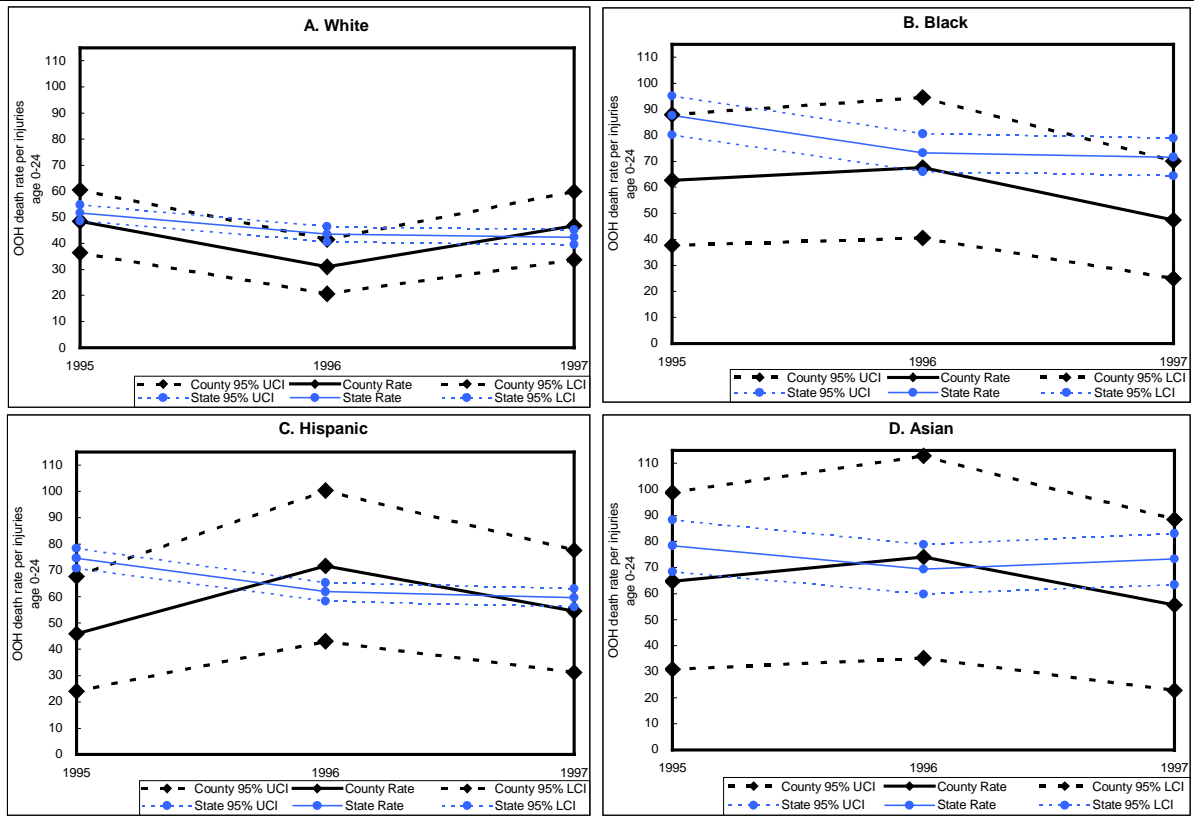 A. White
OOH death rate per injuries
age 0-24
110
100
90
80
70
60
50
40
30
20
10
0
1995
1996
1997
County 95% UCI
County Rate
County 95% LCI
State 95% UCI
State Rate
State 95% LCI
B. Black
OOH death rate per injuries
age 0-24
110
100
90
80
70
60
50
40
30
20
10
0
1995
1996
1997
County 95% UCI
County Rate
County 95% LCI
State 95% UCI
State Rate
State 95% LCI
C. Hispanic
OOH death rate per injuries
age 0-24
110
100
90
80
70
60
50
40
30
20
10
0
1995
1996
1997
County 95% UCI
County Rate
County 95% LCI
State 95% UCI
State Rate
State 95% LCI
D. Asian
OOH death rate per injuries
age 0-24
110
100
90
80
70
60
50
40
30
20
10
0
1995
1996
1997
County 95% UCI
County Rate
County 95% LCI
State 95% UCI
State Rate
State 95% LCI